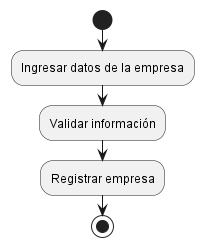 Ingresar datos de la empresa
Validar información
Registrar empresa